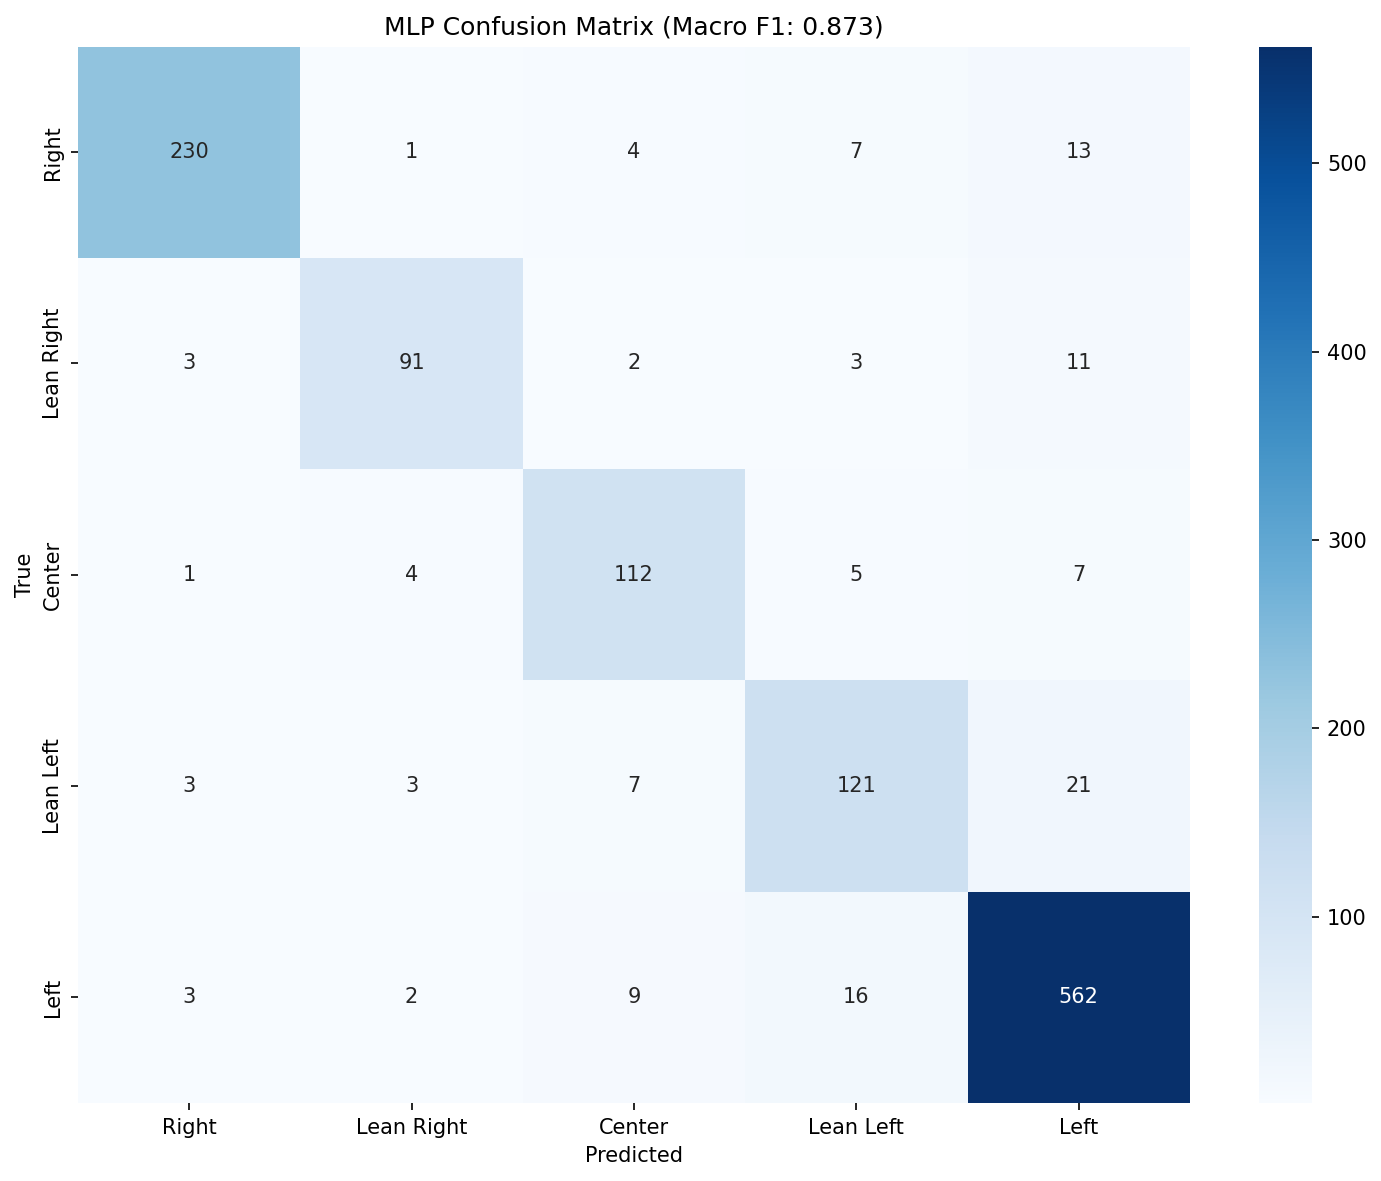 MLP Confusion Matrix (Macro F1: 0.873)
Right
230 1 4 7 13
Lean Right
3 91 2 3 11
True
Center
1 4 112 5 7
Lean Left
3 3 7 121 21
Left
3 2 9 16 562
Right Lean Right Center Lean Left Left
Predicted
500
400
300
200
100